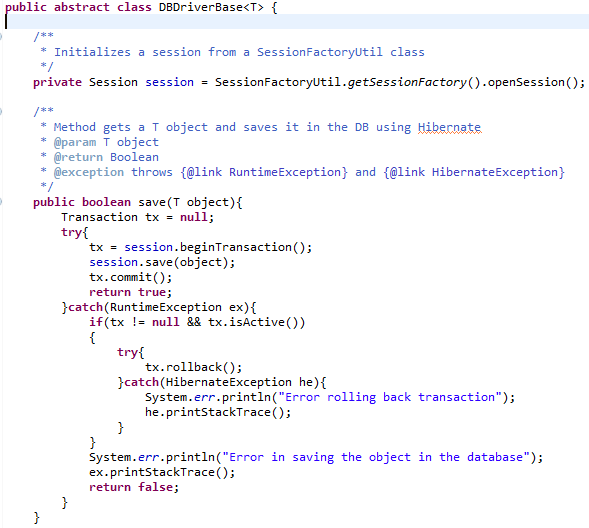 public abstract class DBDriverBase<T> {
/**
* Initializes a session from a SessionFactoryUtil class
*/
private Session session = SessionFactoryUtil.getSessionFactory().openSession();
/**
* Method gets a T object and saves it in the DB using Hibernate
* @param T object
* @return Boolean
* @exception throws {@link RuntimeException} and {@link HibernateException}
*/
public boolean save(T object){
Transaction tx = null;
try{
tx = session.beginTransaction();
session.save(object);
tx.commit();
return true;
}catch(RuntimeException ex){
if(tx != null && tx.isActive())
{
try{
tx.rollback();
}catch(HibernateException he){
System.err.println("Error rolling back transaction");
he.printStackTrace();
}
}
System.err.println("Error in saving the object in the database");
ex.printStackTrace();
return false;
}
}